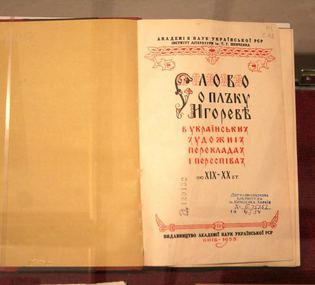 АКАДЕМІЯ НАУК УКРАЇНСЬКОЇ РСР
ІНСТИТУТ ЛІТЕРАТУРИ ім. Т. Г. ШЕВЧЕНКА
СЛОВО
О ПЛЪКУ
ИГОРЕВѢ
В УКРАЇНСЬКИХ
ХУДОЖНІХ
ПЕРЕКЛАДАХ
І ПЕРЕСПІВАХ
XIX-XX СТ.
ВИДАВНИЦТВО АКАДЕМІЇ НАУК УКРАЇНСЬКОЇ РСР
КИЇВ-1953